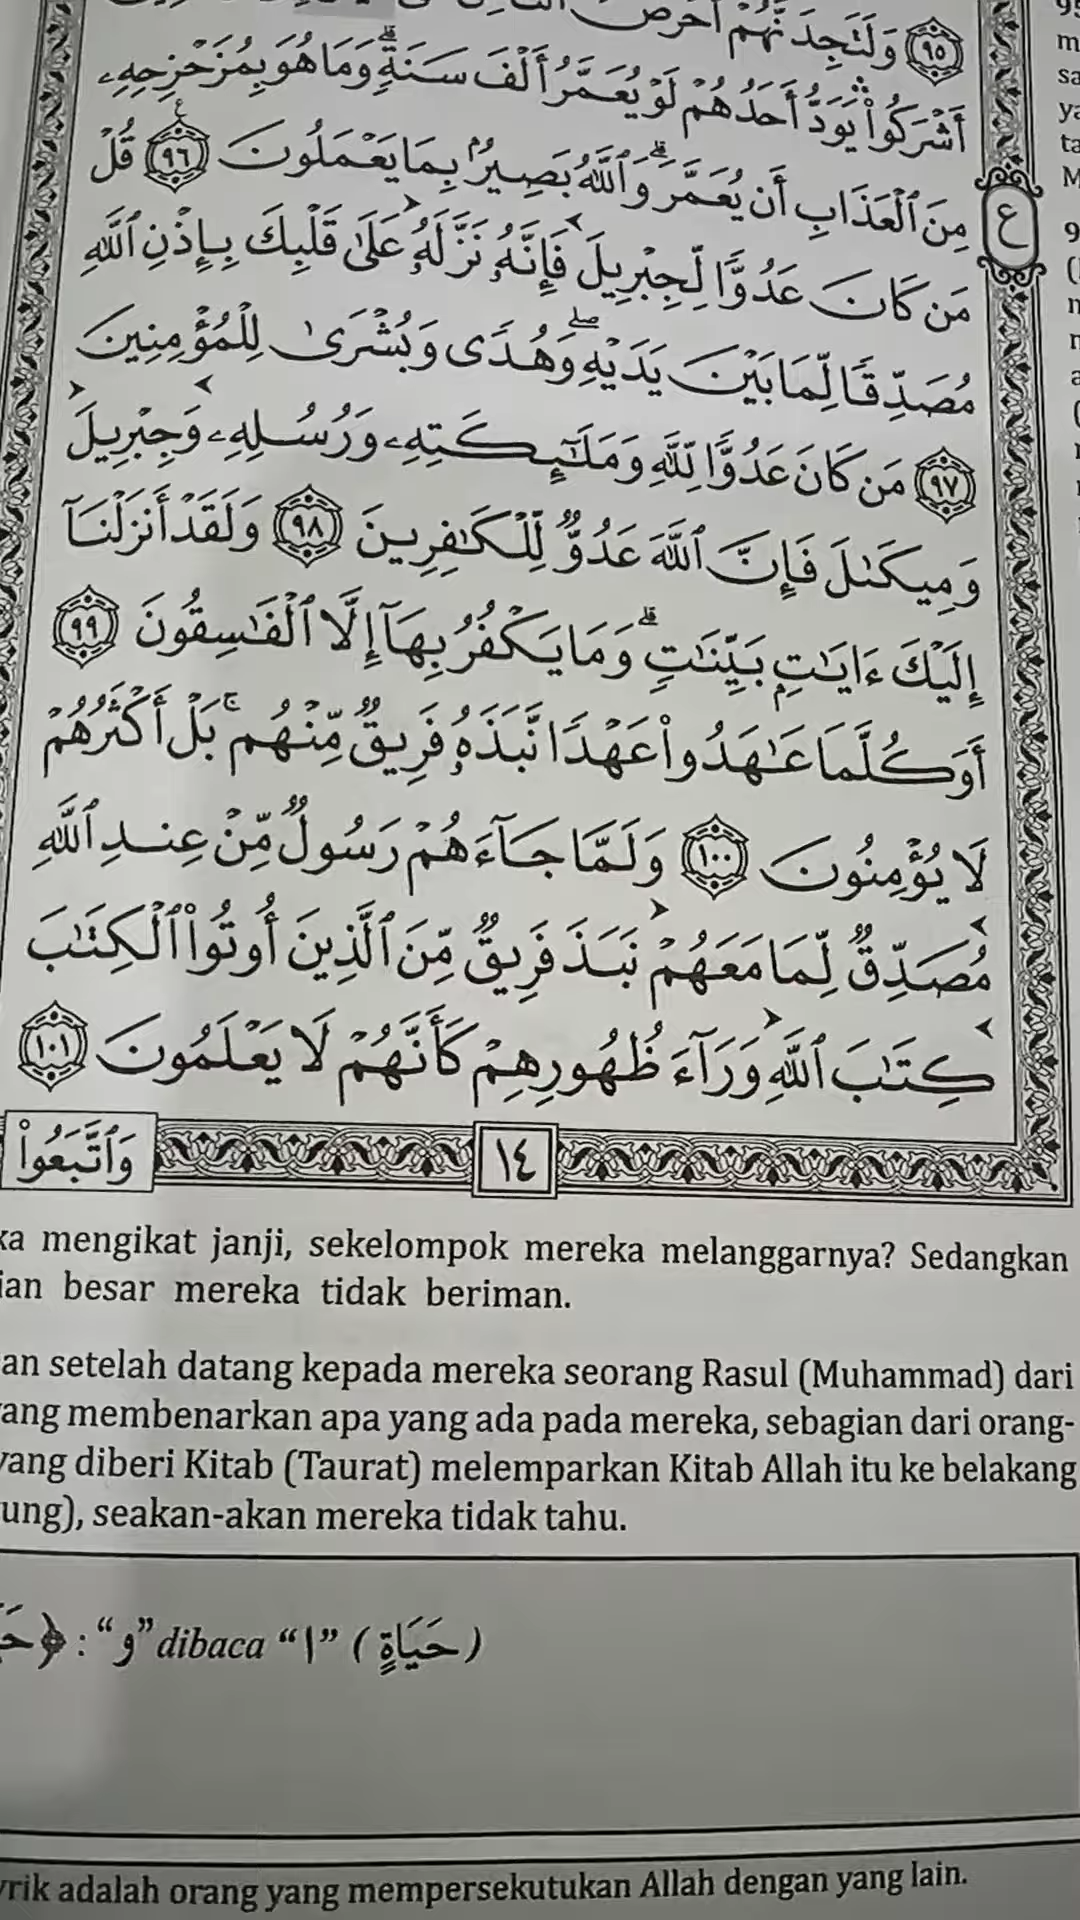 ٩٥ وَلَتَجِدَنَّهُمْ أَحْرَصَ
أَشْرَكُوا۟ يَوَدُّ أَحَدُهُمْ لَوْ يُعَمَّرُ أَلْفَ سَنَةٍۢ وَمَا هُوَ بِمُزَحْزِحِهِۦ
مِنَ ٱلْعَذَابِ أَن يُعَمَّرَ ۗ وَٱللَّهُ بَصِيرٌۢ بِمَا يَعْمَلُونَ ٩٦ قُلْ
ع
مَن كَانَ عَدُوًّا لِّجِبْرِيلَ فَإِنَّهُۥ نَزَّلَهُۥ عَلَىٰ قَلْبِكَ بِإِذْنِ ٱللَّهِ
مُصَدِّقًا لِّمَا بَيْنَ يَدَيْهِ وَهُدًى وَبُشْرَىٰ لِلْمُؤْمِنِينَ
٩٧ مَن كَانَ عَدُوًّا لِّلَّهِ وَمَلَـٰٓئِكَتِهِۦ وَرُسُلِهِۦ وَجِبْرِيلَ
وَمِيكَىٰلَ فَإِنَّ ٱللَّهَ عَدُوٌّ لِّلْكَـٰفِرِينَ ٩٨ وَلَقَدْ أَنزَلْنَآ
إِلَيْكَ ءَايَـٰتٍۭ بَيِّنَـٰتٍ ۖ وَمَا يَكْفُرُ بِهَآ إِلَّا ٱلْفَـٰسِقُونَ ٩٩
أَوَكُلَّمَا عَـٰهَدُوا۟ عَهْدًا نَّبَذَهُۥ فَرِيقٌ مِّنْهُم ۚ بَلْ أَكْثَرُهُمْ
لَا يُؤْمِنُونَ ١٠٠ وَلَمَّا جَآءَهُمْ رَسُولٌ مِّنْ عِندِ ٱللَّهِ
مُصَدِّقٌ لِّمَا مَعَهُمْ نَبَذَ فَرِيقٌ مِّنَ ٱلَّذِينَ أُوتُوا۟ ٱلْكِتَـٰبَ
كِتَـٰبَ ٱللَّهِ وَرَآءَ ظُهُورِهِمْ كَأَنَّهُمْ لَا يَعْلَمُونَ ١٠١
١٤
وَٱتَّبَعُوا۟
mengikat janji, sekelompok mereka melanggarnya? Sedangkan
besar mereka tidak beriman.
setelah datang kepada mereka seorang Rasul (Muhammad) dari
membenarkan apa yang ada pada mereka, sebagian dari orang-
yang diberi Kitab (Taurat) melemparkan Kitab Allah itu ke belakang
seakan-akan mereka tidak tahu.
: “و” dibaca “ا” (حَيَاةٍ)
adalah orang yang mempersekutukan Allah dengan yang lain.